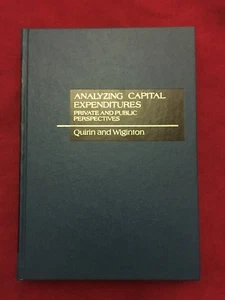 ANALYZING CAPITAL
EXPENDITURES
PRIVATE AND PUBLIC
PERSPECTIVES
Quirin and Wiginton